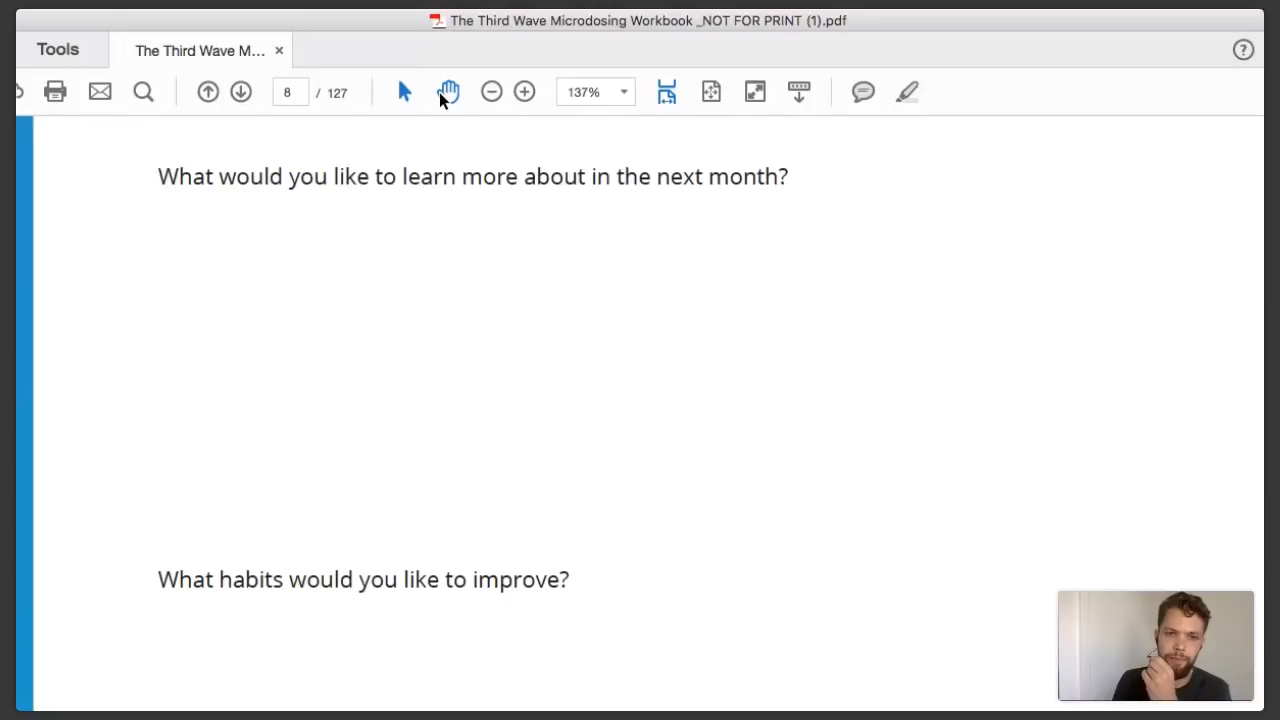 The Third Wave Microdosing Workbook _NOT FOR PRINT (1).pdf
Tools
The Third Wave M... ×
?
8 / 127
137%
What would you like to learn more about in the next month?
What habits would you like to improve?